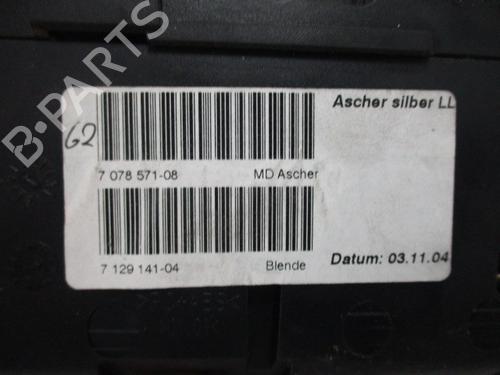 B-PARTS
Ascher silber LL
62
7 078 571-08 MD Ascher
7 129 141-04 Blende
Datum: 03.11.04